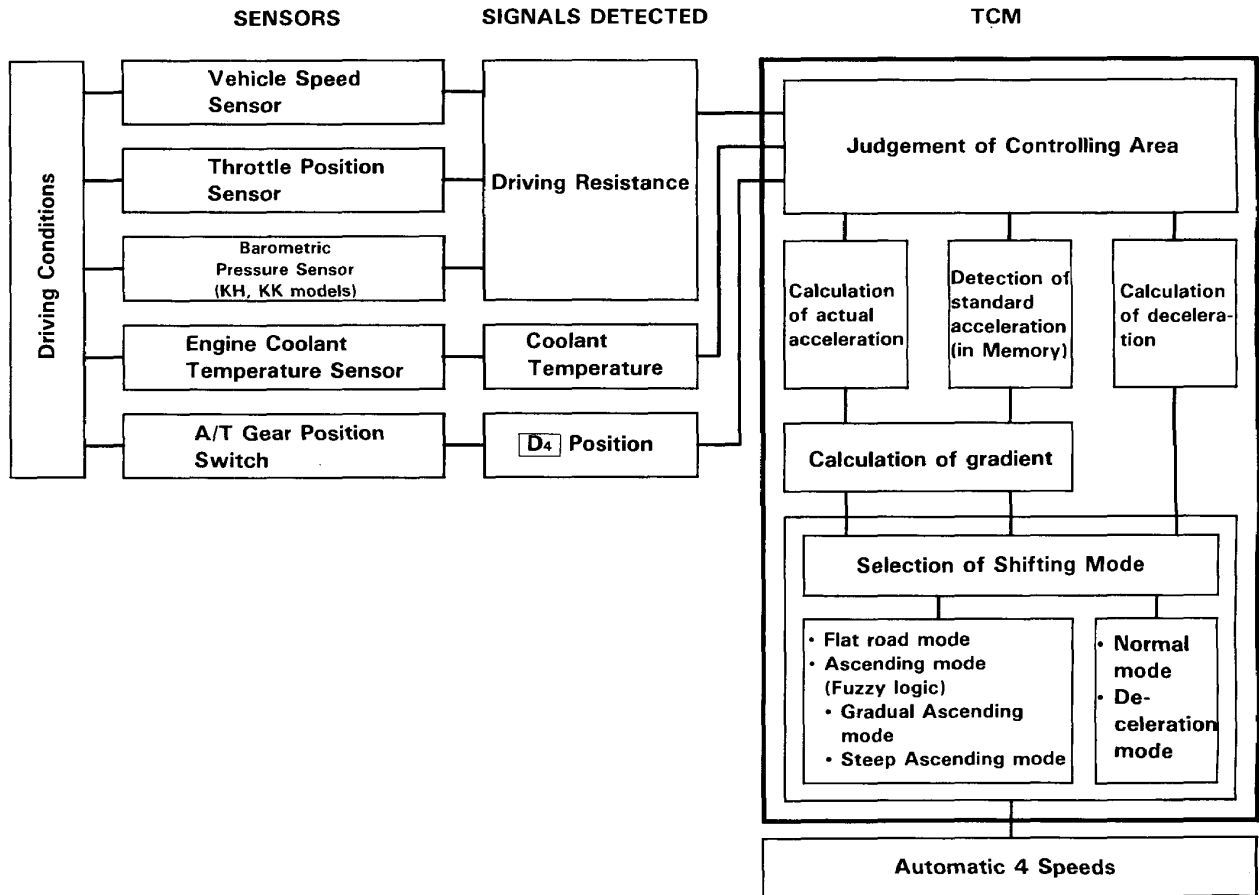 SENSORS
SIGNALS DETECTED
TCM
Driving Conditions
Vehicle Speed
Sensor
Throttle Position
Sensor
Barometric
Pressure Sensor
(KH, KK models)
Engine Coolant
Temperature Sensor
A/T Gear Position
Switch
Driving Resistance
Coolant
Temperature
D4 Position
Judgement of Controlling Area
Calculation
of actual
acceleration
Detection of
standard
acceleration
(in Memory)
Calculation
of decelera-
tion
Calculation of gradient
Selection of Shifting Mode
• Flat road mode
• Ascending mode
(Fuzzy logic)
• Gradual Ascending
mode
• Steep Ascending mode
• Normal
mode
• De-
celeration
mode
Automatic 4 Speeds